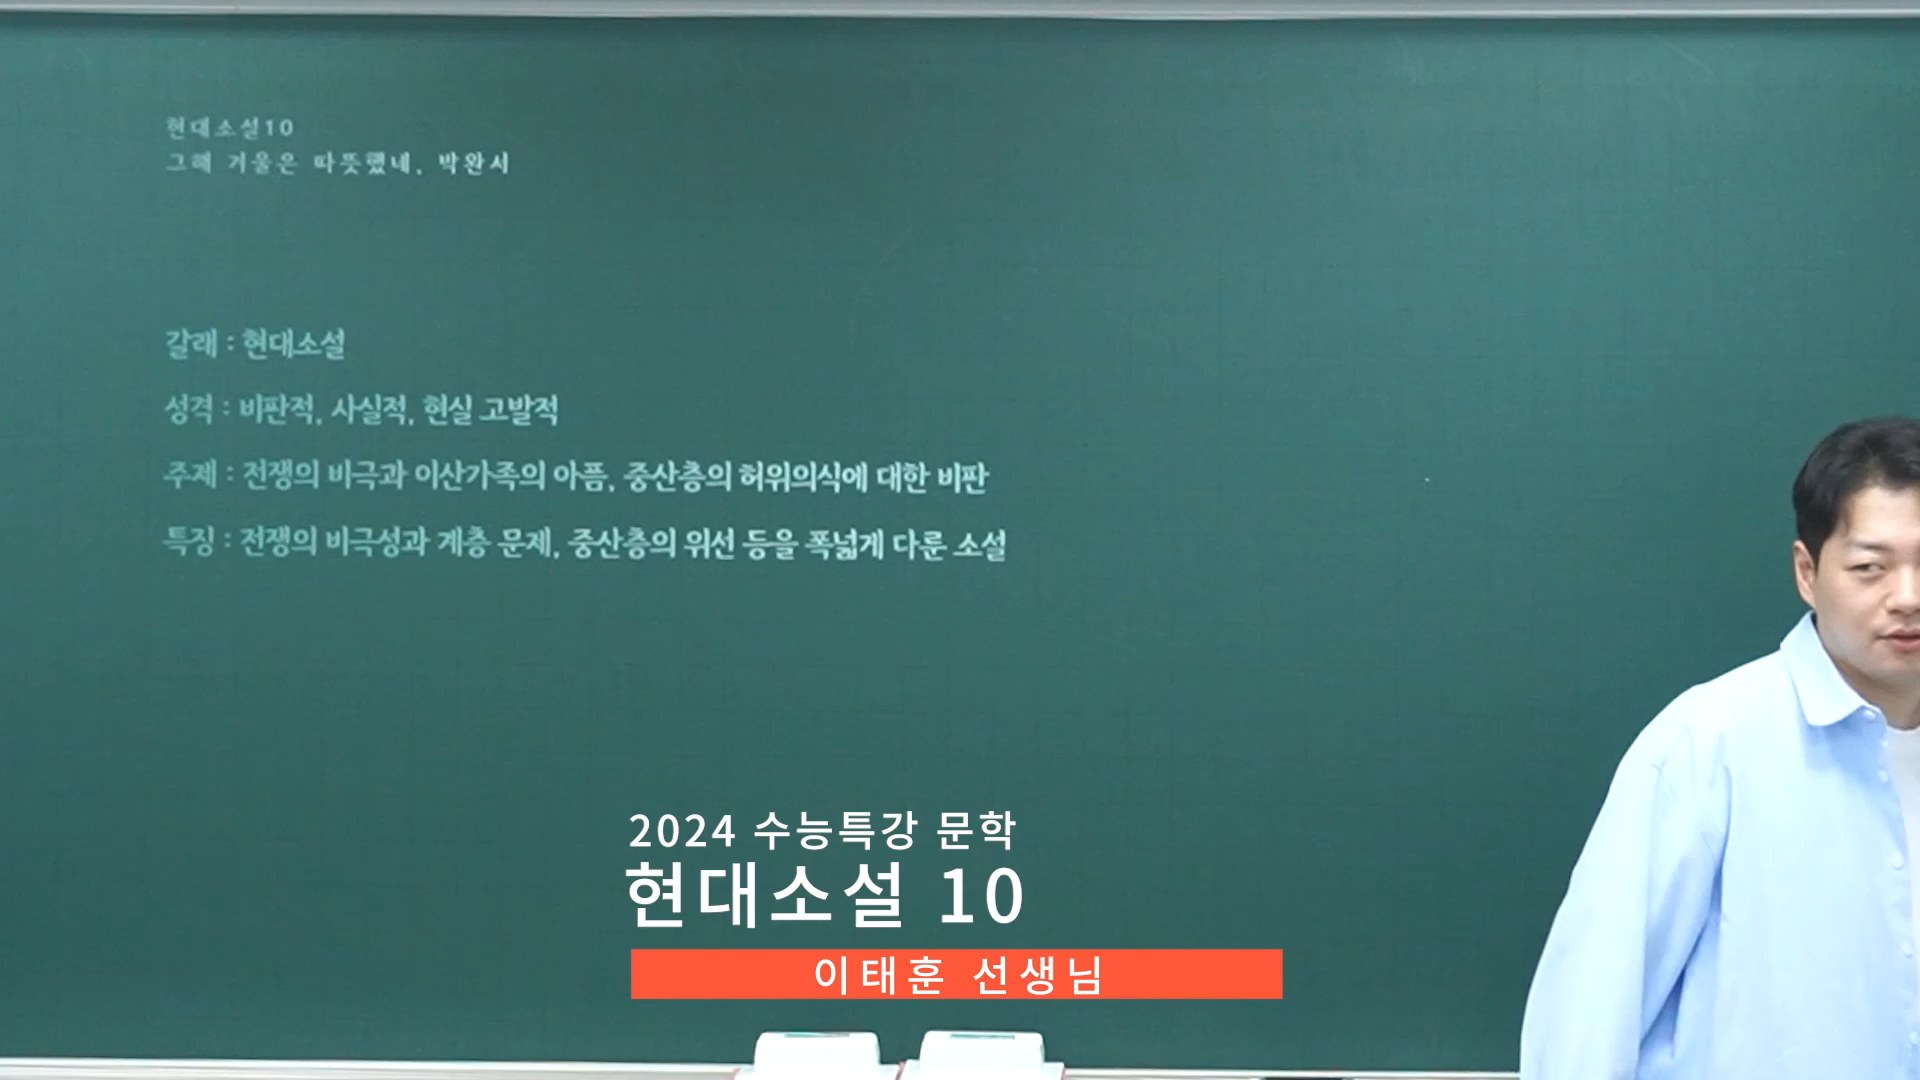 현대소설10
그해 겨울은 따뜻했네, 박완서
갈래 : 현대소설
성격 : 비판적, 사실적, 현실 고발적
주제 : 전쟁의 비극과 이산가족의 아픔, 중산층의 허위의식에 대한 비판
특징 : 전쟁의 비극성과 계층 문제, 중산층의 위선 등을 폭넓게 다룬 소설
2024 수능특강 문학
현대소설 10
이태훈 선생님